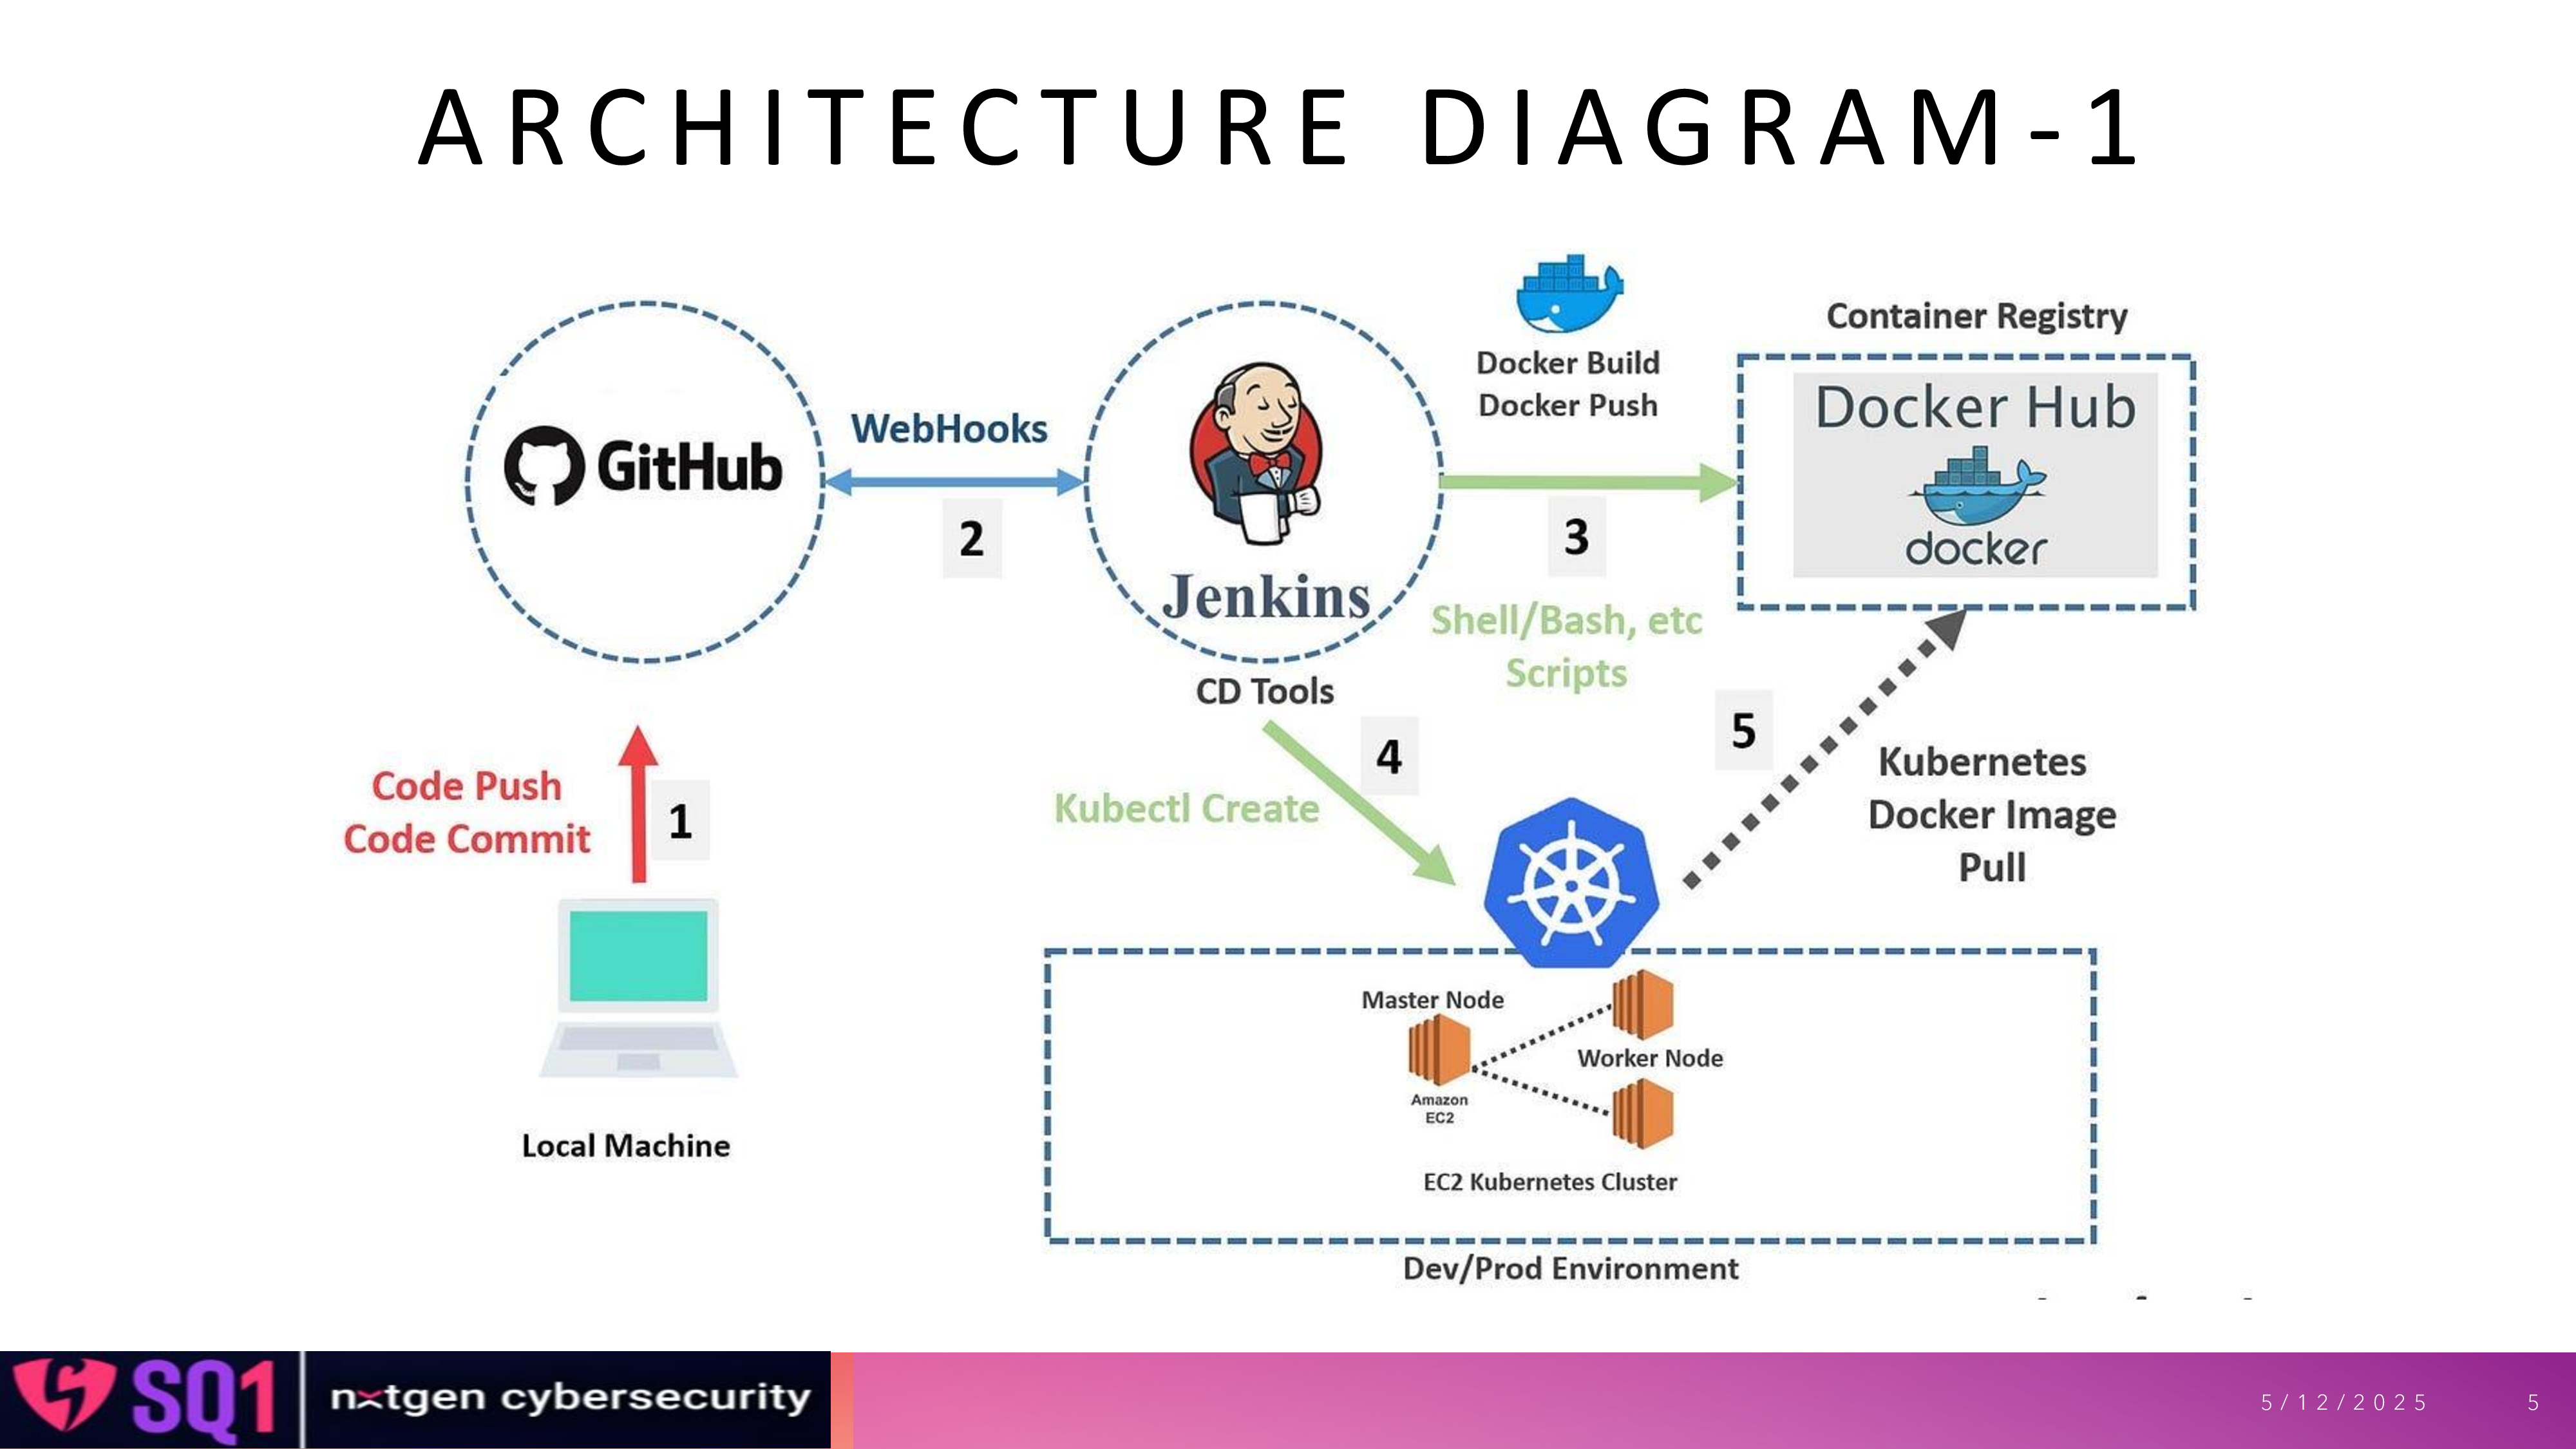 ARCHITECTURE DIAGRAM-1
GitHub
WebHooks
2
Jenkins
CD Tools
Docker Build
Docker Push
3
Shell/Bash, etc
Scripts
Container Registry
Docker Hub
docker
Code Push
Code Commit
1
Local Machine
Kubectl Create
4
5
Kubernetes
Docker Image
Pull
Master Node
Amazon
EC2
Worker Node
EC2 Kubernetes Cluster
Dev/Prod Environment
SQ1
nxtgen cybersecurity
5/12/2025
5